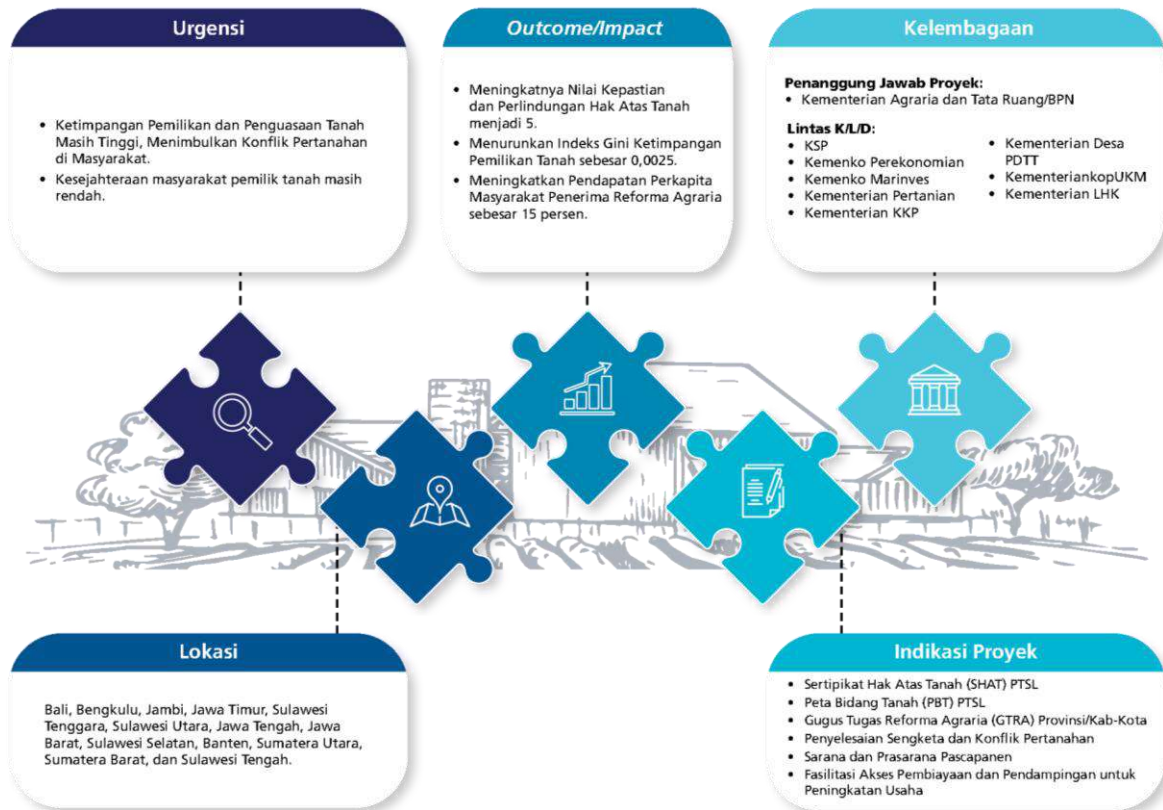 Urgensi
• Ketimpangan Pemilikan dan Penguasaan Tanah
Masih Tinggi, Menimbulkan Konflik Pertanahan
di Masyarakat.
• Kesejahteraan masyarakat pemilik tanah masih
rendah.
Outcome/Impact
• Meningkatnya Nilai Kepastian
dan Perlindungan Hak Atas Tanah
menjadi 5.
• Menurunkan Indeks Gini Ketimpangan
Pemilikan Tanah sebesar 0,0025.
• Meningkatkan Pendapatan Perkapita
Masyarakat Penerima Reforma Agraria
sebesar 15 persen.
Kelembagaan
Penanggung Jawab Proyek:
• Kementerian Agraria dan Tata Ruang/BPN
Lintas K/L/D:
• KSP
• Kemenko Perekonomian
• Kemenko Marinves
• Kementerian Pertanian
• Kementerian KKP
• Kementerian Desa
PDTT
• KementeriankopUKM
• Kementerian LHK
Lokasi
Bali, Bengkulu, Jambi, Jawa Timur, Sulawesi
Tenggara, Sulawesi Utara, Jawa Tengah, Jawa
Barat, Sulawesi Selatan, Banten, Sumatera Utara,
Sumatera Barat, dan Sulawesi Tengah.
Indikasi Proyek
• Sertipikat Hak Atas Tanah (SHAT) PTSL
• Peta Bidang Tanah (PBT) PTSL
• Gugus Tugas Reforma Agraria (GTRA) Provinsi/Kab-Kota
• Penyelesaian Sengketa dan Konflik Pertanahan
• Sarana dan Prasarana Pascapanen
• Fasilitasi Akses Pembiayaan dan Pendampingan untuk
Peningkatan Usaha